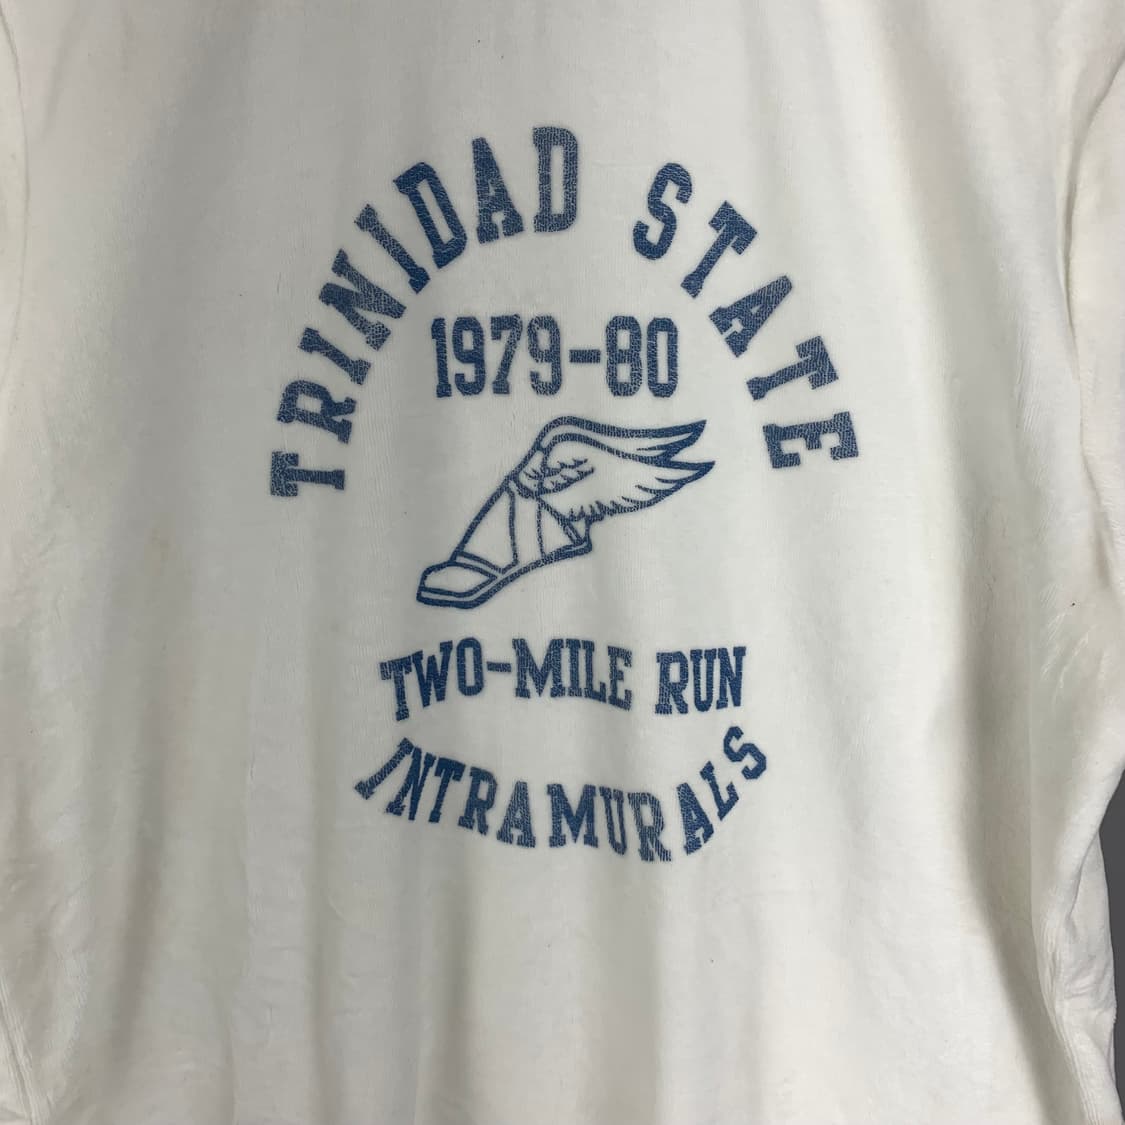 TRINIDAD STATE
1979-80
TWO-MILE RUN
INTRAMURALS